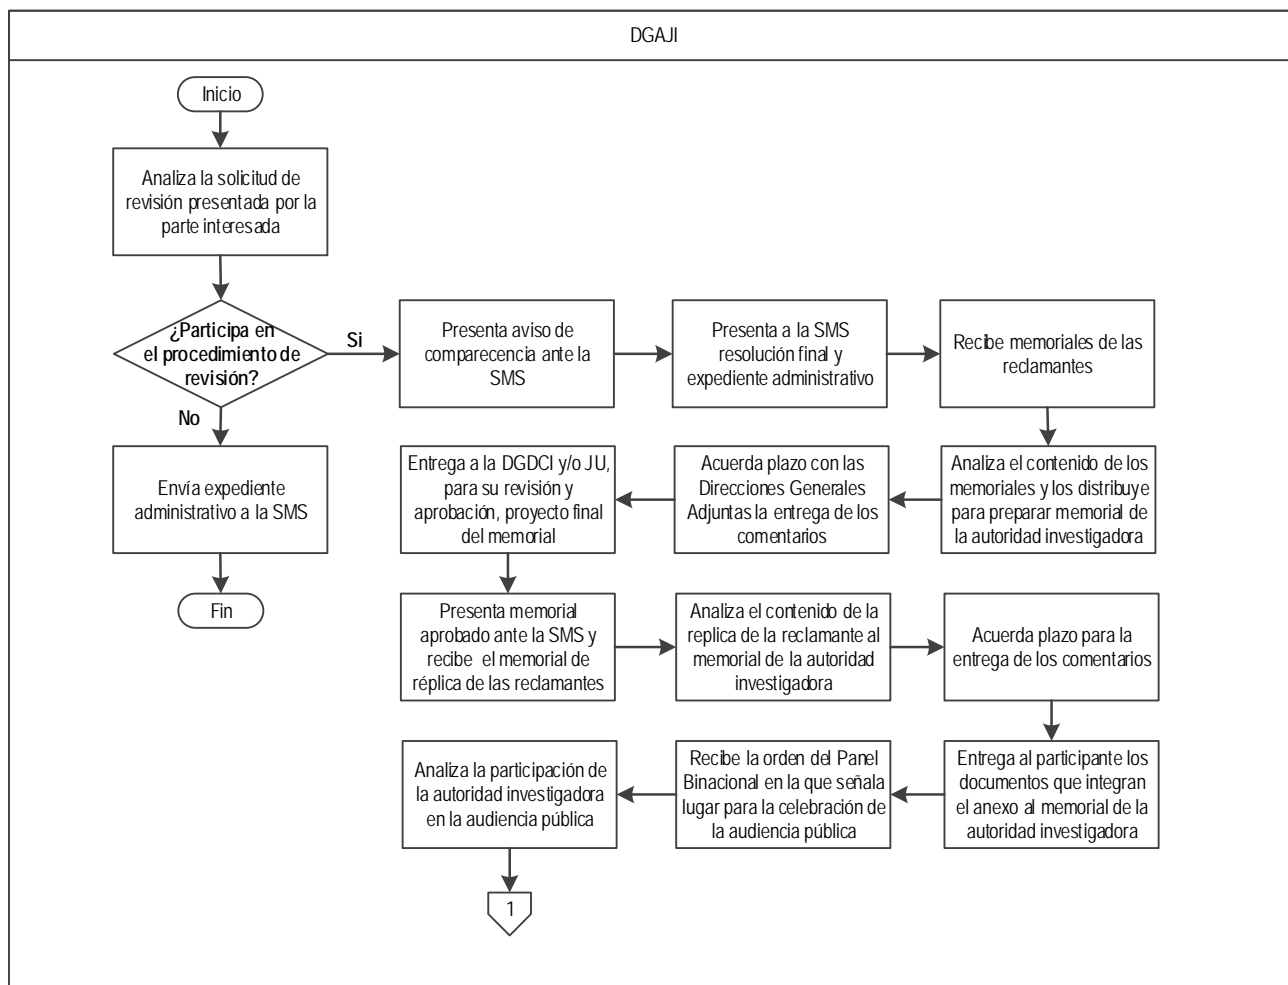 DGAJI
Inicio
Analiza la solicitud de
revisión presentada por la
parte interesada
¿Participa en
el procedimiento de
revisión?
Si
No
Presenta aviso de
comparecencia ante la
SMS
Presenta a la SMS
resolución final y
expediente administrativo
Recibe memoriales de las
reclamantes
Envía expediente
administrativo a la SMS
Fin
Analiza el contenido de los
memoriales y los distribuye
para preparar memorial de
la autoridad investigadora
Acuerda plazo con las
Direcciones Generales
Adjuntas la entrega de los
comentarios
Entrega a la DGDCI y/o JU,
para su revisión y
aprobación, proyecto final
del memorial
Presenta memorial
aprobado ante la SMS y
recibe el memorial de
réplica de las reclamantes
Analiza el contenido de la
replica de la reclamante al
memorial de la autoridad
investigadora
Acuerda plazo para la
entrega de los comentarios
Entrega al participante los
documentos que integran
el anexo al memorial de la
autoridad investigadora
Recibe la orden del Panel
Binacional en la que señala
lugar para la celebración de
la audiencia pública
Analiza la participación de
la autoridad investigadora
en la audiencia pública
1